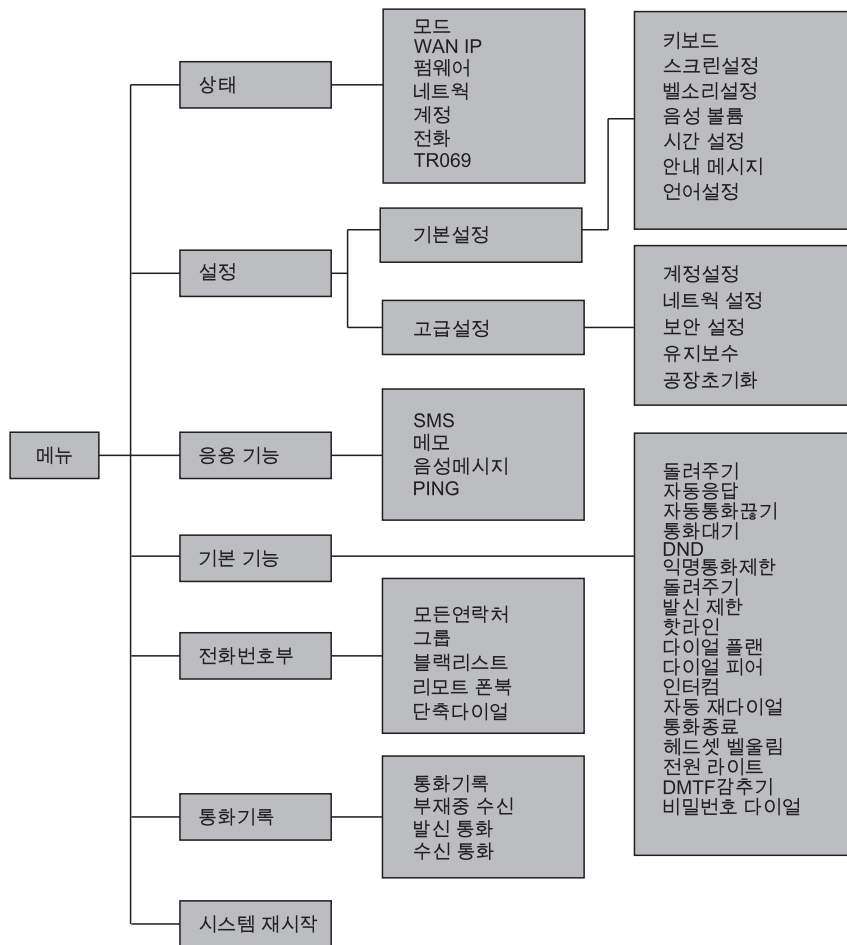 메뉴
상태
모드
WAN IP
펌웨어
네트웍
계정
전화
TR069
설정
기본설정
키보드
스크린설정
벨소리설정
음성 볼륨
시간 설정
안내 메시지
언어설정
고급설정
계정설정
네트웍 설정
보안 설정
유지보수
공장초기화
응용 기능
SMS
메모
음성메시지
PING
기본 기능
돌려주기
자동응답
자동통화끊기
통화대기
DND
익명통화제한
돌려주기
발신 제한
핫라인
다이얼 플랜
다이얼 피어
인터컴
자동 재다이얼
통화종료
헤드셋 벨울림
전원 라이트
DMTF감추기
비밀번호 다이얼
전화번호부
모든연락처
그룹
블랙리스트
리모트 폰북
단축다이얼
통화기록
통화기록
부재중 수신
발신 통화
수신 통화
시스템 재시작